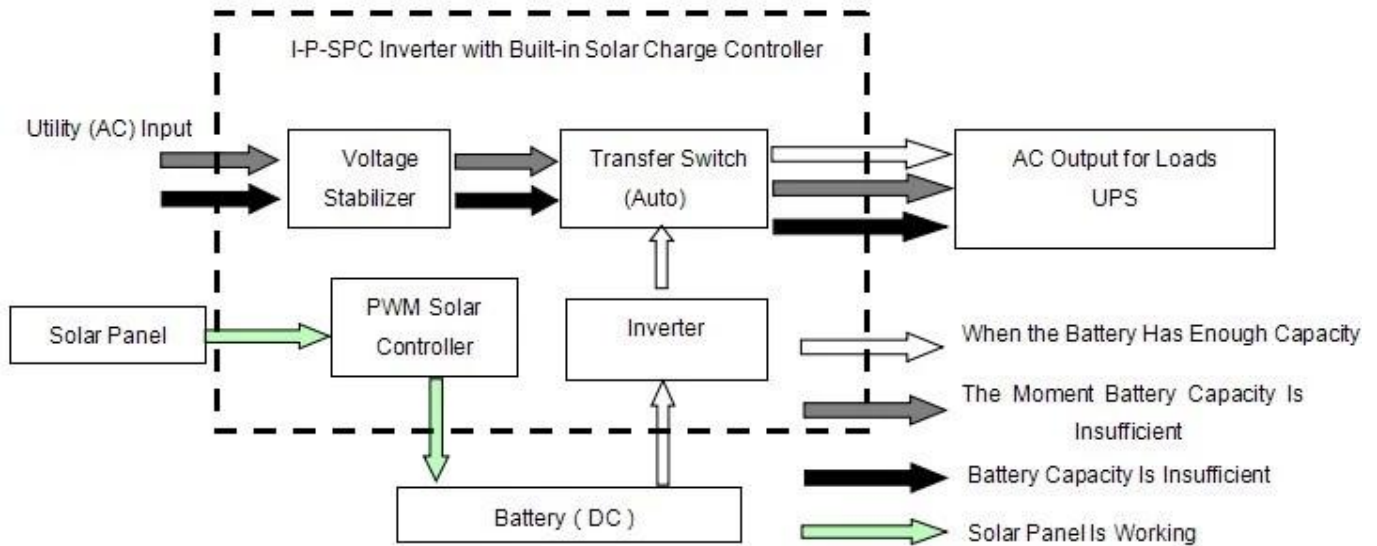 I-P-SPC Inverter with Built-in Solar Charge Controller
Utility (AC) Input
Voltage
Stabilizer
Transfer Switch
(Auto)
AC Output for Loads
UPS
Solar Panel
PWM Solar
Controller
Inverter
Battery ( DC )
When the Battery Has Enough Capacity
The Moment Battery Capacity Is
Insufficient
Battery Capacity Is Insufficient
Solar Panel Is Working